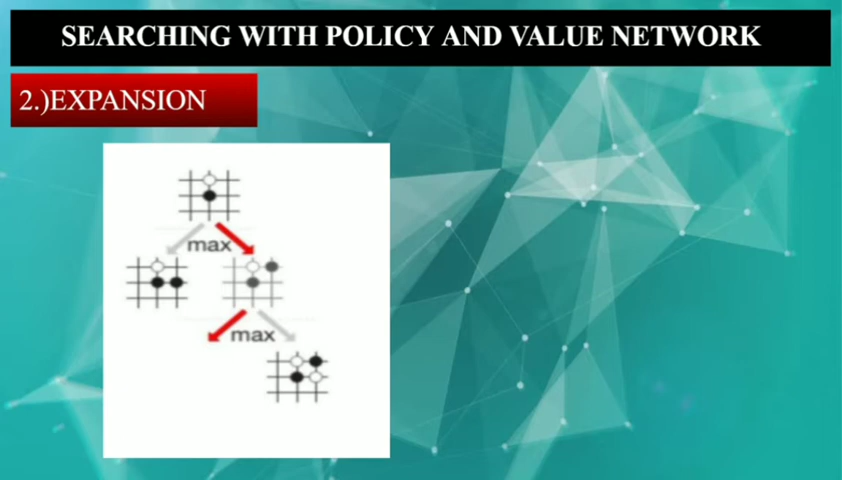 SEARCHING WITH POLICY AND VALUE NETWORK
2.)EXPANSION
max
max